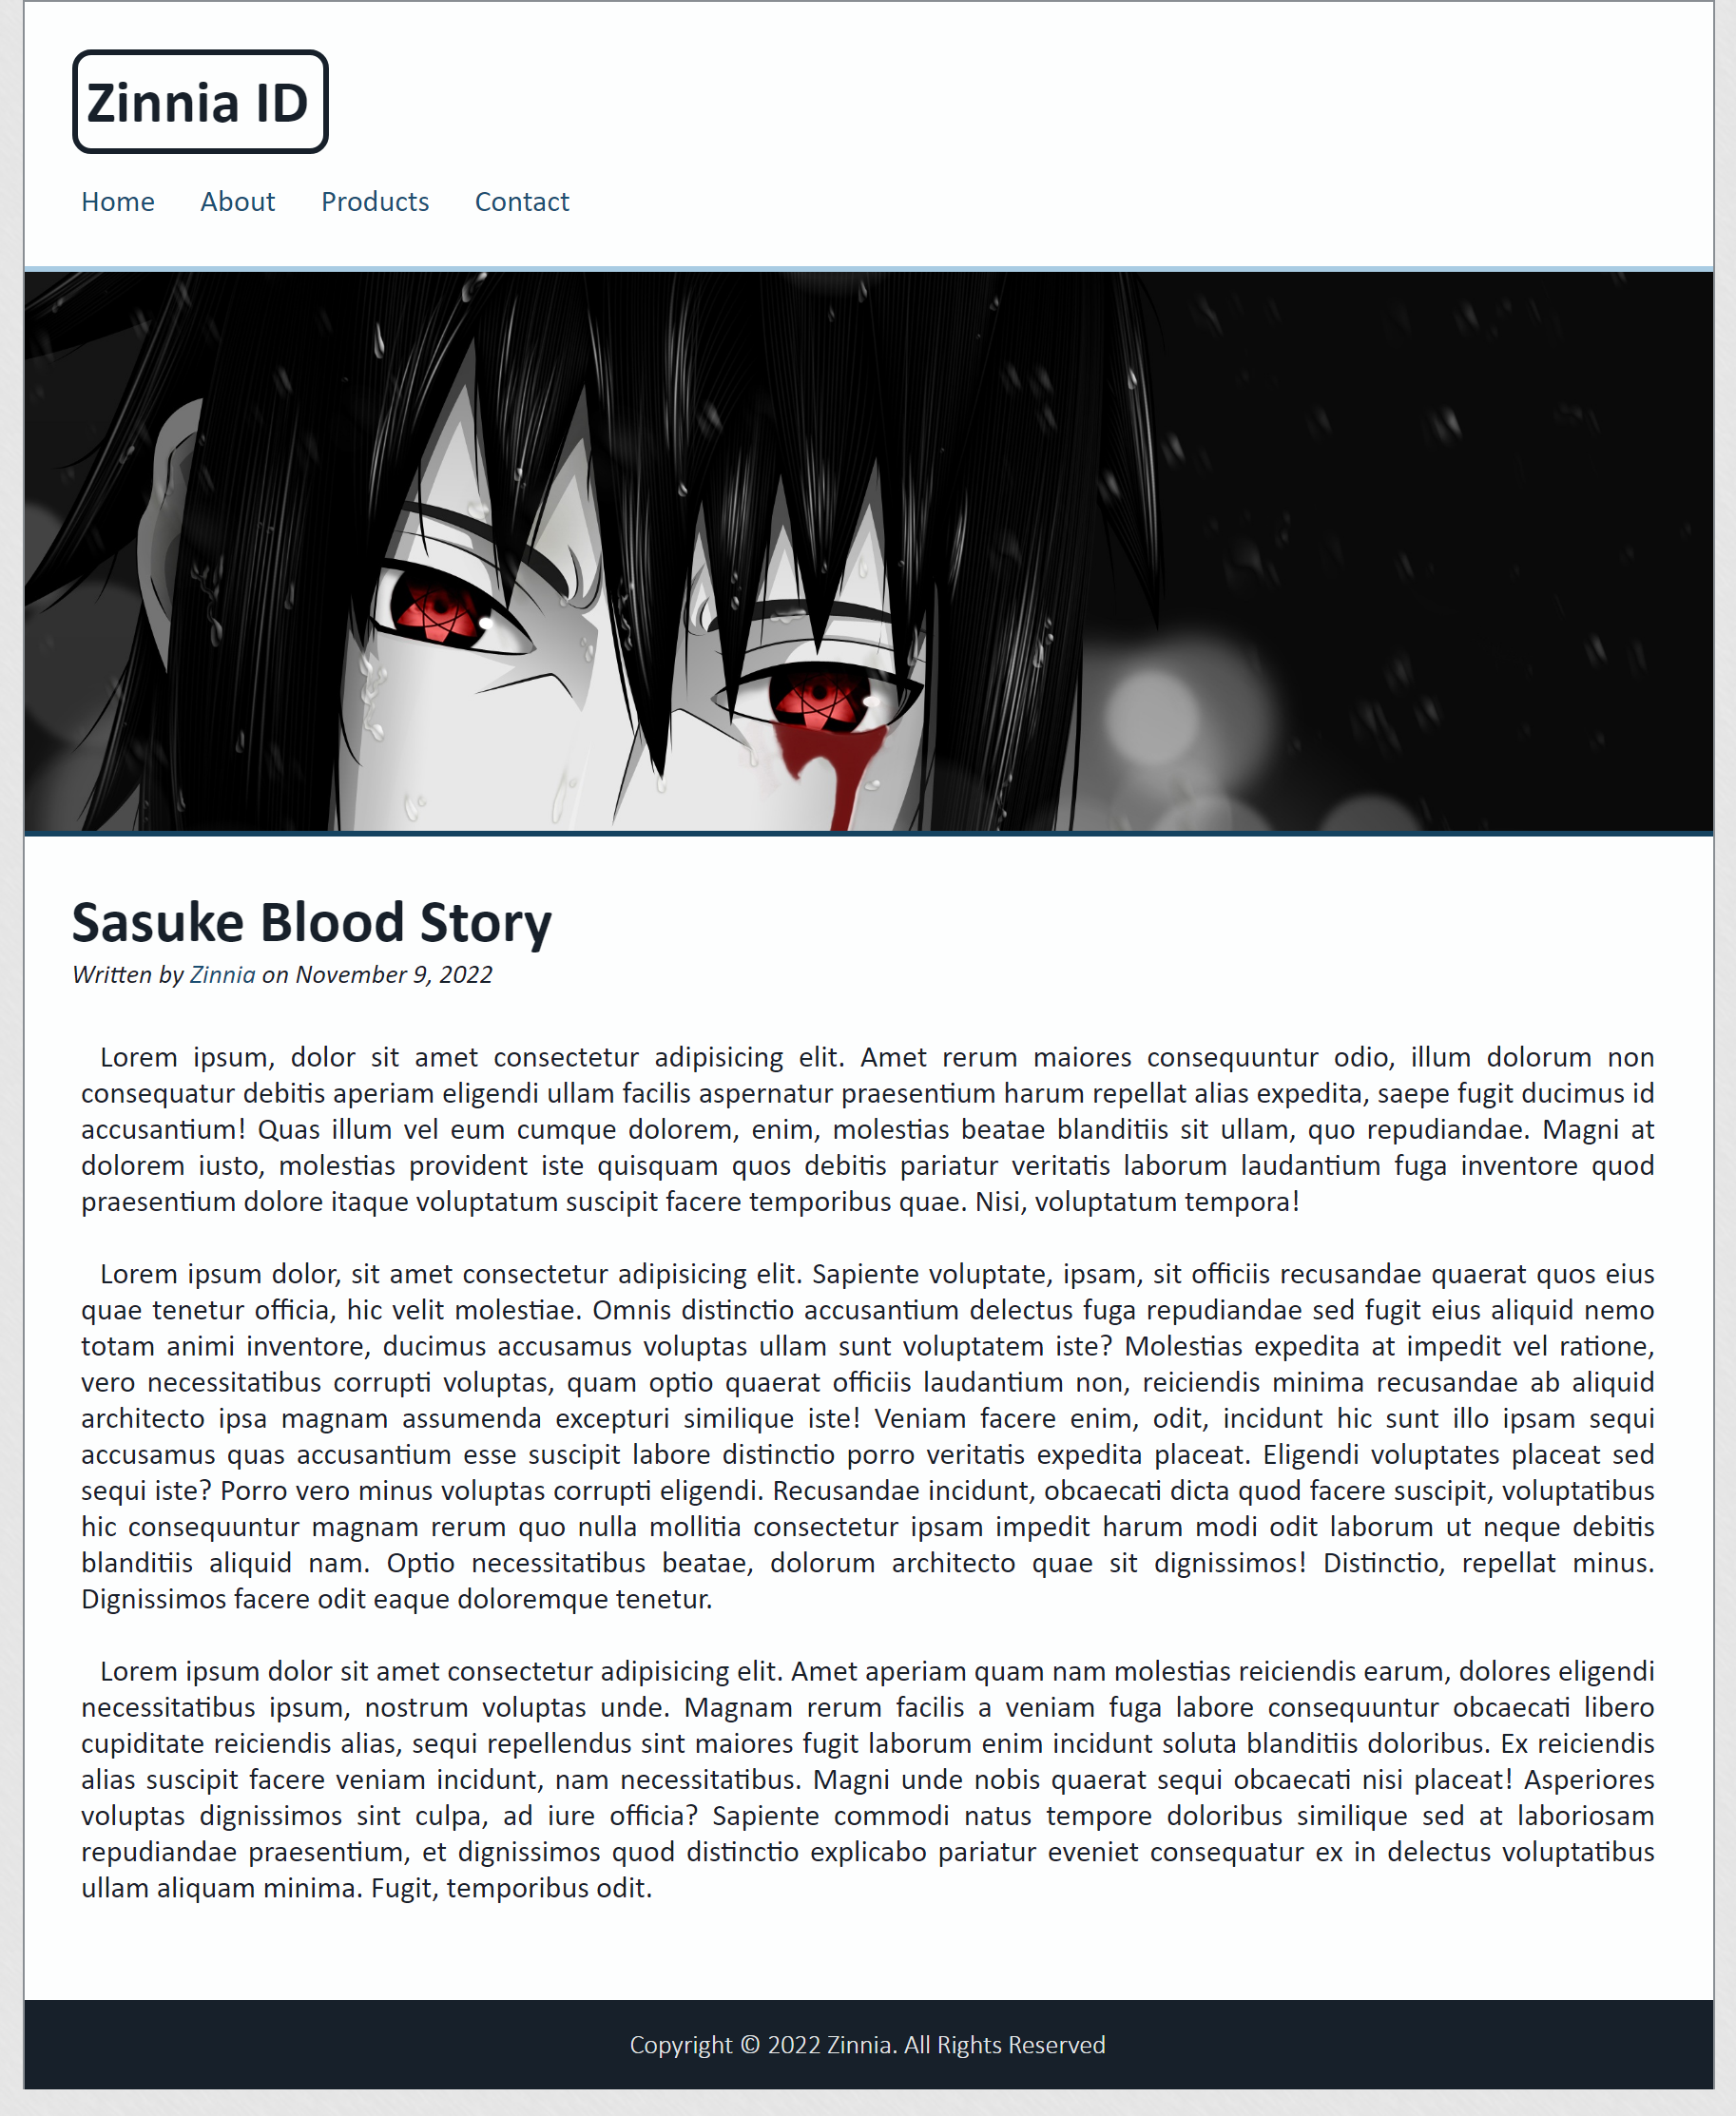 Zinnia ID
Home About Products Contact
Sasuke Blood Story
Written by Zinnia on November 9, 2022
Lorem ipsum, dolor sit amet consectetur adipisicing elit. Amet rerum maiores consequuntur odio, illum dolorum non
consequatur debitis aperiam eligendi ullam facilis aspernatur praesentium harum repellat alias expedita, saepe fugit ducimus id
accusantium! Quas illum vel eum cumque dolorem, enim, molestias beatae blanditiis sit ullam, quo repudiandae. Magni at
dolorem iusto, molestias provident iste quisquam quos debitis pariatur veritatis laborum laudantium fuga inventore quod
praesentium dolore itaque voluptatum suscipit facere temporibus quae. Nisi, voluptatum tempora!
Lorem ipsum dolor, sit amet consectetur adipisicing elit. Sapiente voluptate, ipsam, sit officiis recusandae quaerat quos eius
quae tenetur officia, hic velit molestiae. Omnis distinctio accusantium delectus fuga repudiandae sed fugit eius aliquid nemo
totam animi inventore, ducimus accusamus voluptas ullam sunt voluptatem iste? Molestias expedita at impedit vel ratione,
vero necessitatibus corrupti voluptas, quam optio quaerat officiis laudantium non, reiciendis minima recusandae ab aliquid
architecto ipsa magnam assumenda excepturi similique iste! Veniam facere enim, odit, incidunt hic sunt illo ipsam sequi
accusamus quas accusantium esse suscipit labore distinctio porro veritatis expedita placeat. Eligendi voluptates placeat sed
sequi iste? Porro vero minus voluptas corrupti eligendi. Recusandae incidunt, obcaecati dicta quod facere suscipit, voluptatibus
hic consequuntur magnam rerum quo nulla mollitia consectetur ipsam impedit harum modi odit laborum ut neque debitis
blanditiis aliquid nam. Optio necessitatibus beatae, dolorum architecto quae sit dignissimos! Distinctio, repellat minus.
Dignissimos facere odit eaque doloremque tenetur.
Lorem ipsum dolor sit amet consectetur adipisicing elit. Amet aperiam quam nam molestias reiciendis earum, dolores eligendi
necessitatibus ipsum, nostrum voluptas unde. Magnam rerum facilis a veniam fuga labore consequuntur obcaecati libero
cupiditate reiciendis alias, sequi repellendus sint maiores fugit laborum enim incidunt soluta blanditiis doloribus. Ex reiciendis
alias suscipit facere veniam incidunt, nam necessitatibus. Magni unde nobis quaerat sequi obcaecati nisi placeat! Asperiores
voluptas dignissimos sint culpa, ad iure officia? Sapiente commodi natus tempore doloribus similique sed at laboriosam
repudiandae praesentium, et dignissimos quod distinctio explicabo pariatur eveniet consequatur ex in delectus voluptatibus
ullam aliquam minima. Fugit, temporibus odit.
Copyright © 2022 Zinnia. All Rights Reserved